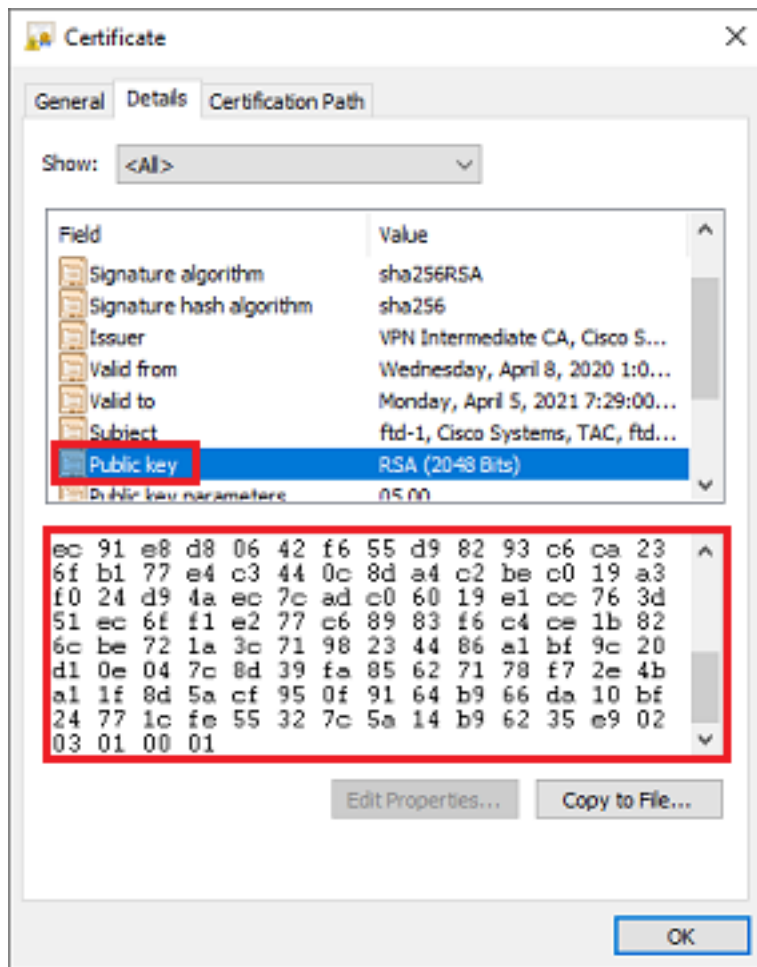 Certificate
General Details Certification Path
Show: <All>
Field Value
Signature algorithm sha256RSA
Signature hash algorithm sha256
Issuer VPN Intermediate CA, Cisco S...
Valid from Wednesday, April 8, 2020 1:0...
Valid to Monday, April 5, 2021 7:29:00...
Subject ftd-1, Cisco Systems, TAC, ftd...
Public key RSA (2048 Bits)
Public key parameters 05 00
ec 91 e8 d8 06 42 f6 55 d9 82 93 c6 ca 23
6f b1 77 e4 c3 44 0c 8d a4 c2 be c0 19 a3
f0 24 d9 4a ec 7c ad c0 60 19 e1 cc 76 3d
51 ec 6f f1 e2 77 c6 89 83 f6 c4 ce 1b 82
6c be 72 1a 3c 71 98 23 44 86 a1 bf 9c 20
d1 0e 04 7c 8d 39 fa 85 62 71 78 f7 2e 4b
a1 1f 8d 5a cf 95 0f 91 64 b9 66 da 10 bf
24 77 1c fe 55 32 7c 5a 14 b9 62 35 e9 02
03 01 00 01
Edit Properties... Copy to File...
OK